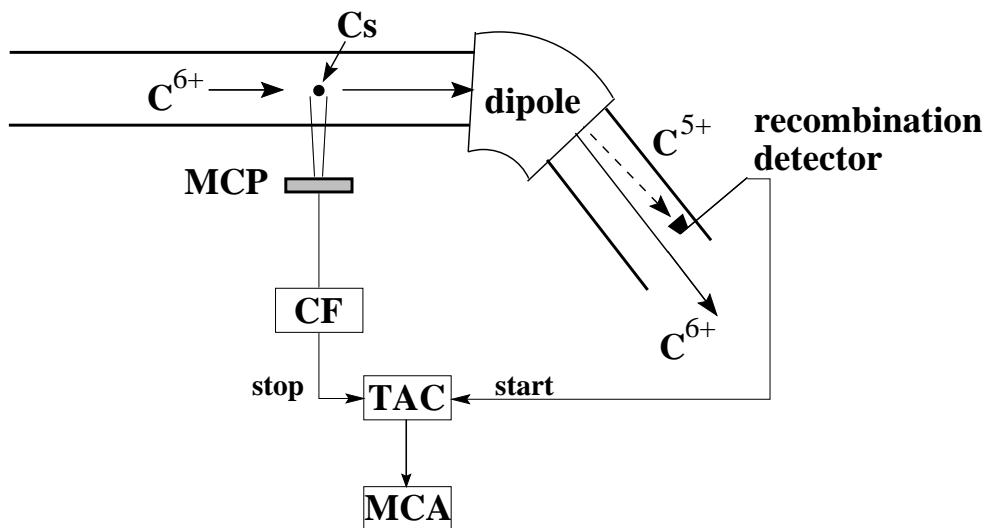 Cs
C6+
dipole
C5+
recombination
detector
MCP
CF
C6+
stop
TAC
start
MCA